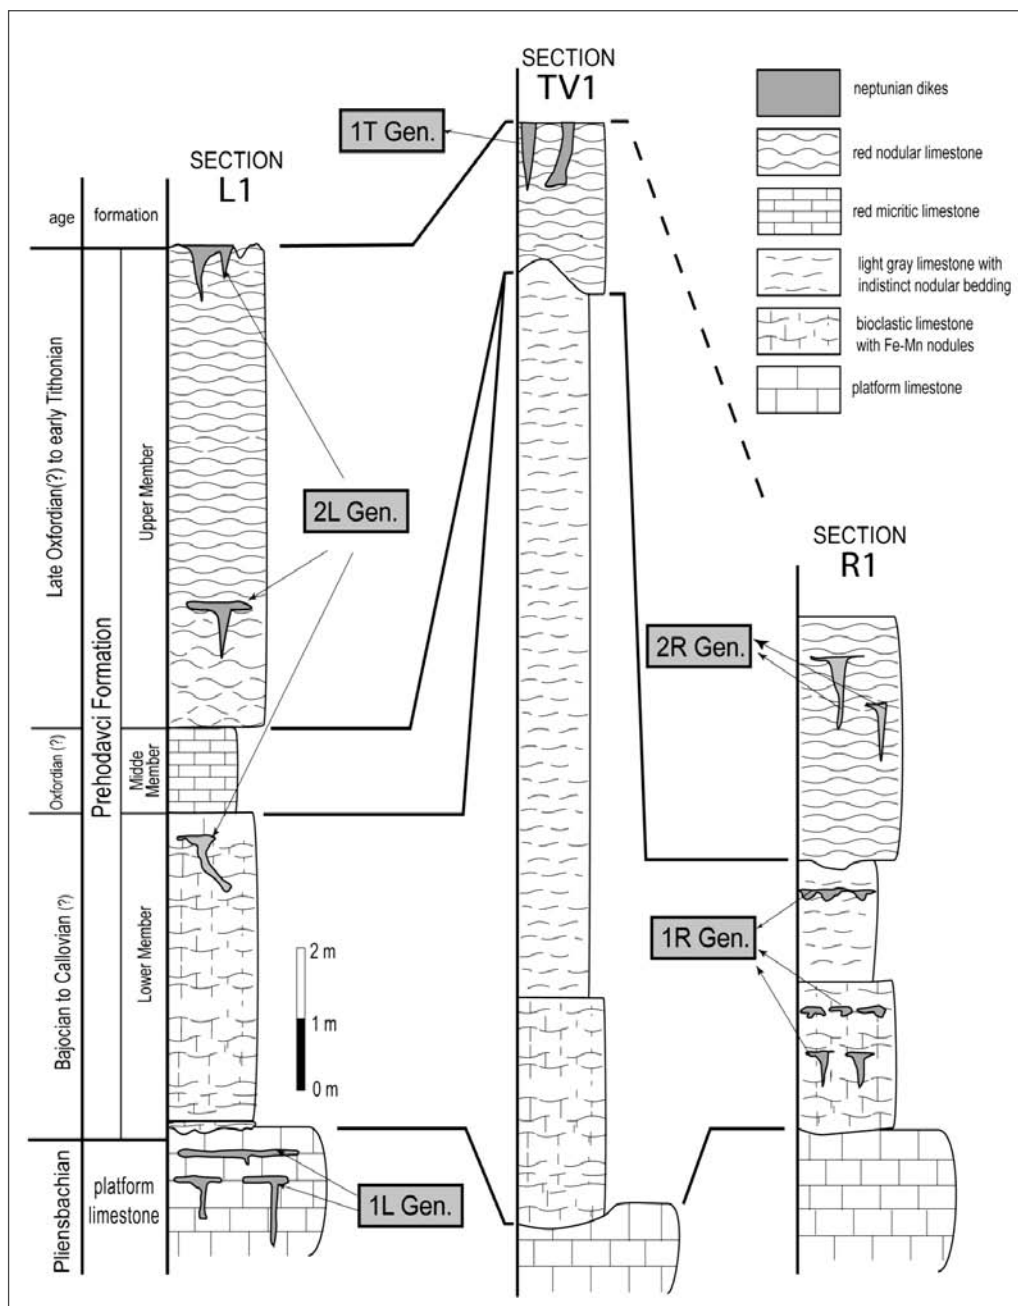 SECTION
TV1
neptunian dikes
1T Gen.
red nodular limestone
SECTION
L1
age
formation
red micritic limestone
light gray limestone with
indistinct nodular bedding
bioclastic limestone
with Fe-Mn nodules
platform limestone
Late Oxfordian(?) to early Tithonian
Upper Member
2L Gen.
SECTION
R1
2R Gen.
Prehodavci Formation
Oxfordian (?)
Midde
Member
Bajocian to Callovian (?)
Lower Member
1R Gen.
2 m
1 m
0 m
Pliensbachian
platform
limestone
1L Gen.